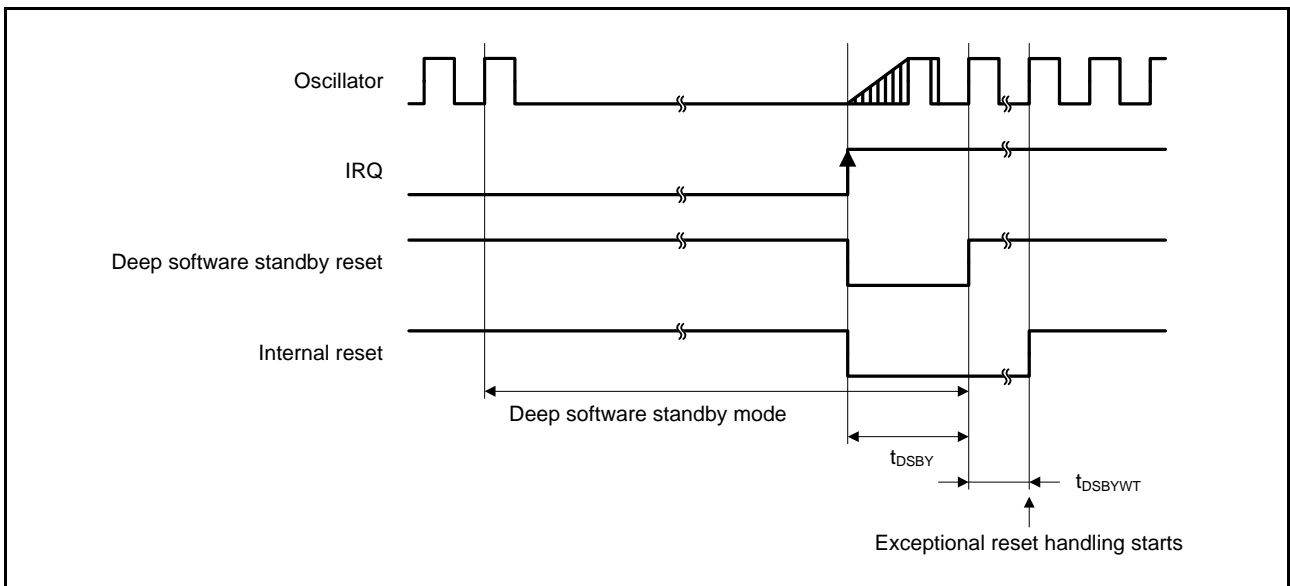 Oscillator
IRQ
Deep software standby reset
Internal reset
Deep software standby mode
tDSBY
tDSBYWT
Exceptional reset handling starts